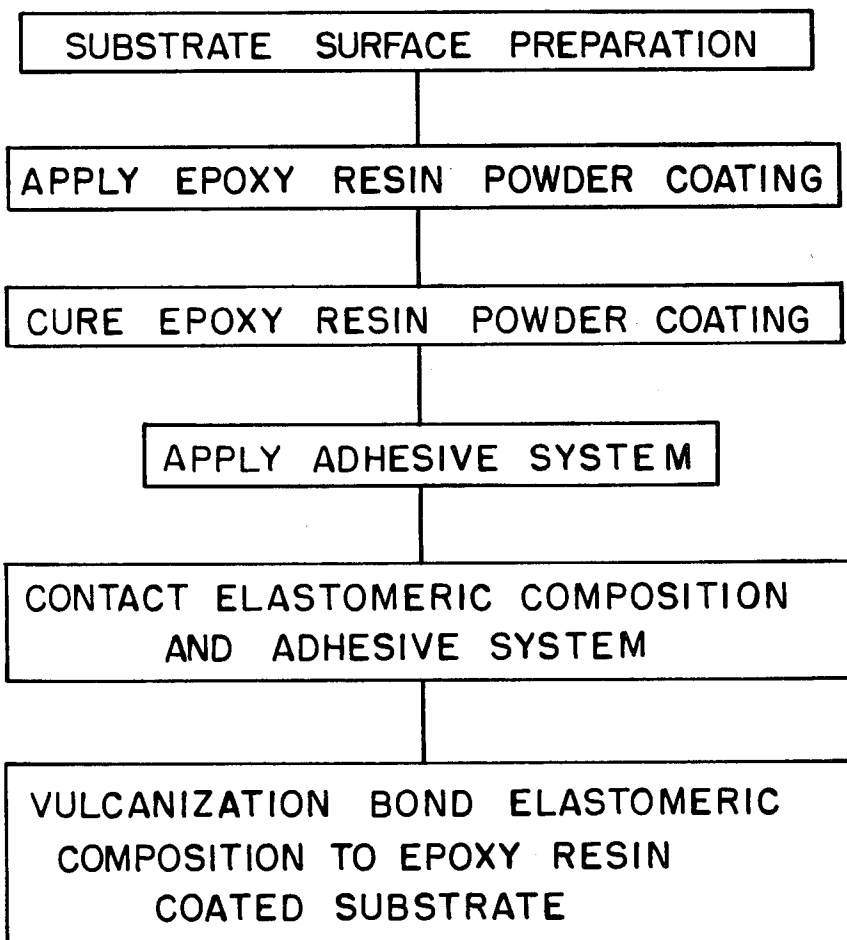 SUBSTRATE SURFACE PREPARATION
APPLY EPOXY RESIN POWDER COATING
CURE EPOXY RESIN POWDER COATING
APPLY ADHESIVE SYSTEM
CONTACT ELASTOMERIC COMPOSITION
AND ADHESIVE SYSTEM
VULCANIZATION BOND ELASTOMERIC
COMPOSITION TO EPOXY RESIN
COATED SUBSTRATE